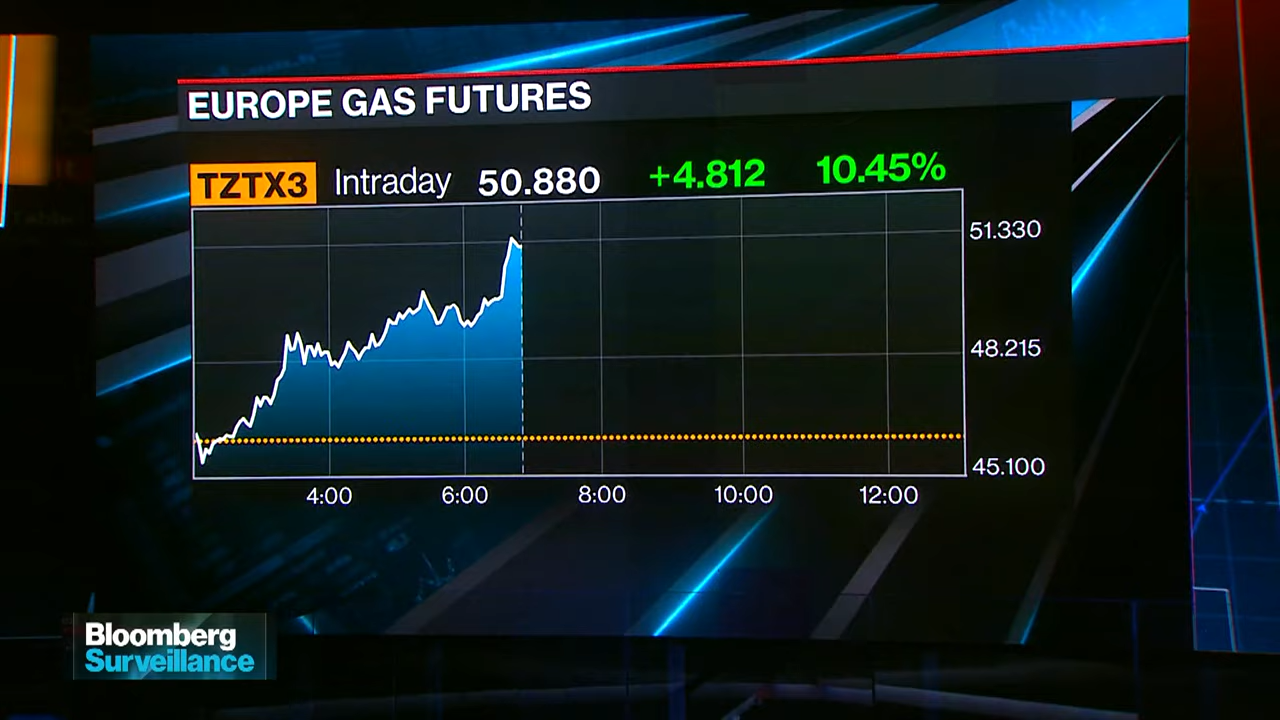 EUROPE GAS FUTURES
TZTX3 Intraday 50.880 +4.812 10.45%
51.330
48.215
45.100
4:00 6:00 8:00 10:00 12:00
Bloomberg
Surveillance